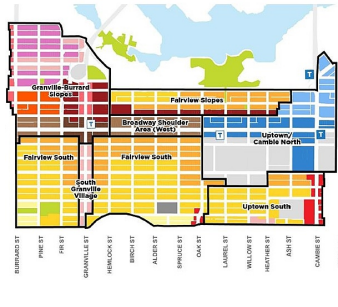 Granville-Burrard
Slopes
T
Fairview Slopes
Broadway Shoulder
Area (West)
T
T
T
Uptown/
Cambie North
Fairview South
Fairview South
South
Granville
Village
Uptown South
BURRARD ST
PINE ST
FIR ST
GRANVILLE ST
HEMLOCK ST
BIRCH ST
ALDER ST
SPRUCE ST
OAK ST
LAUREL ST
WILLOW ST
HEATHER ST
ASH ST
CAMBIE ST